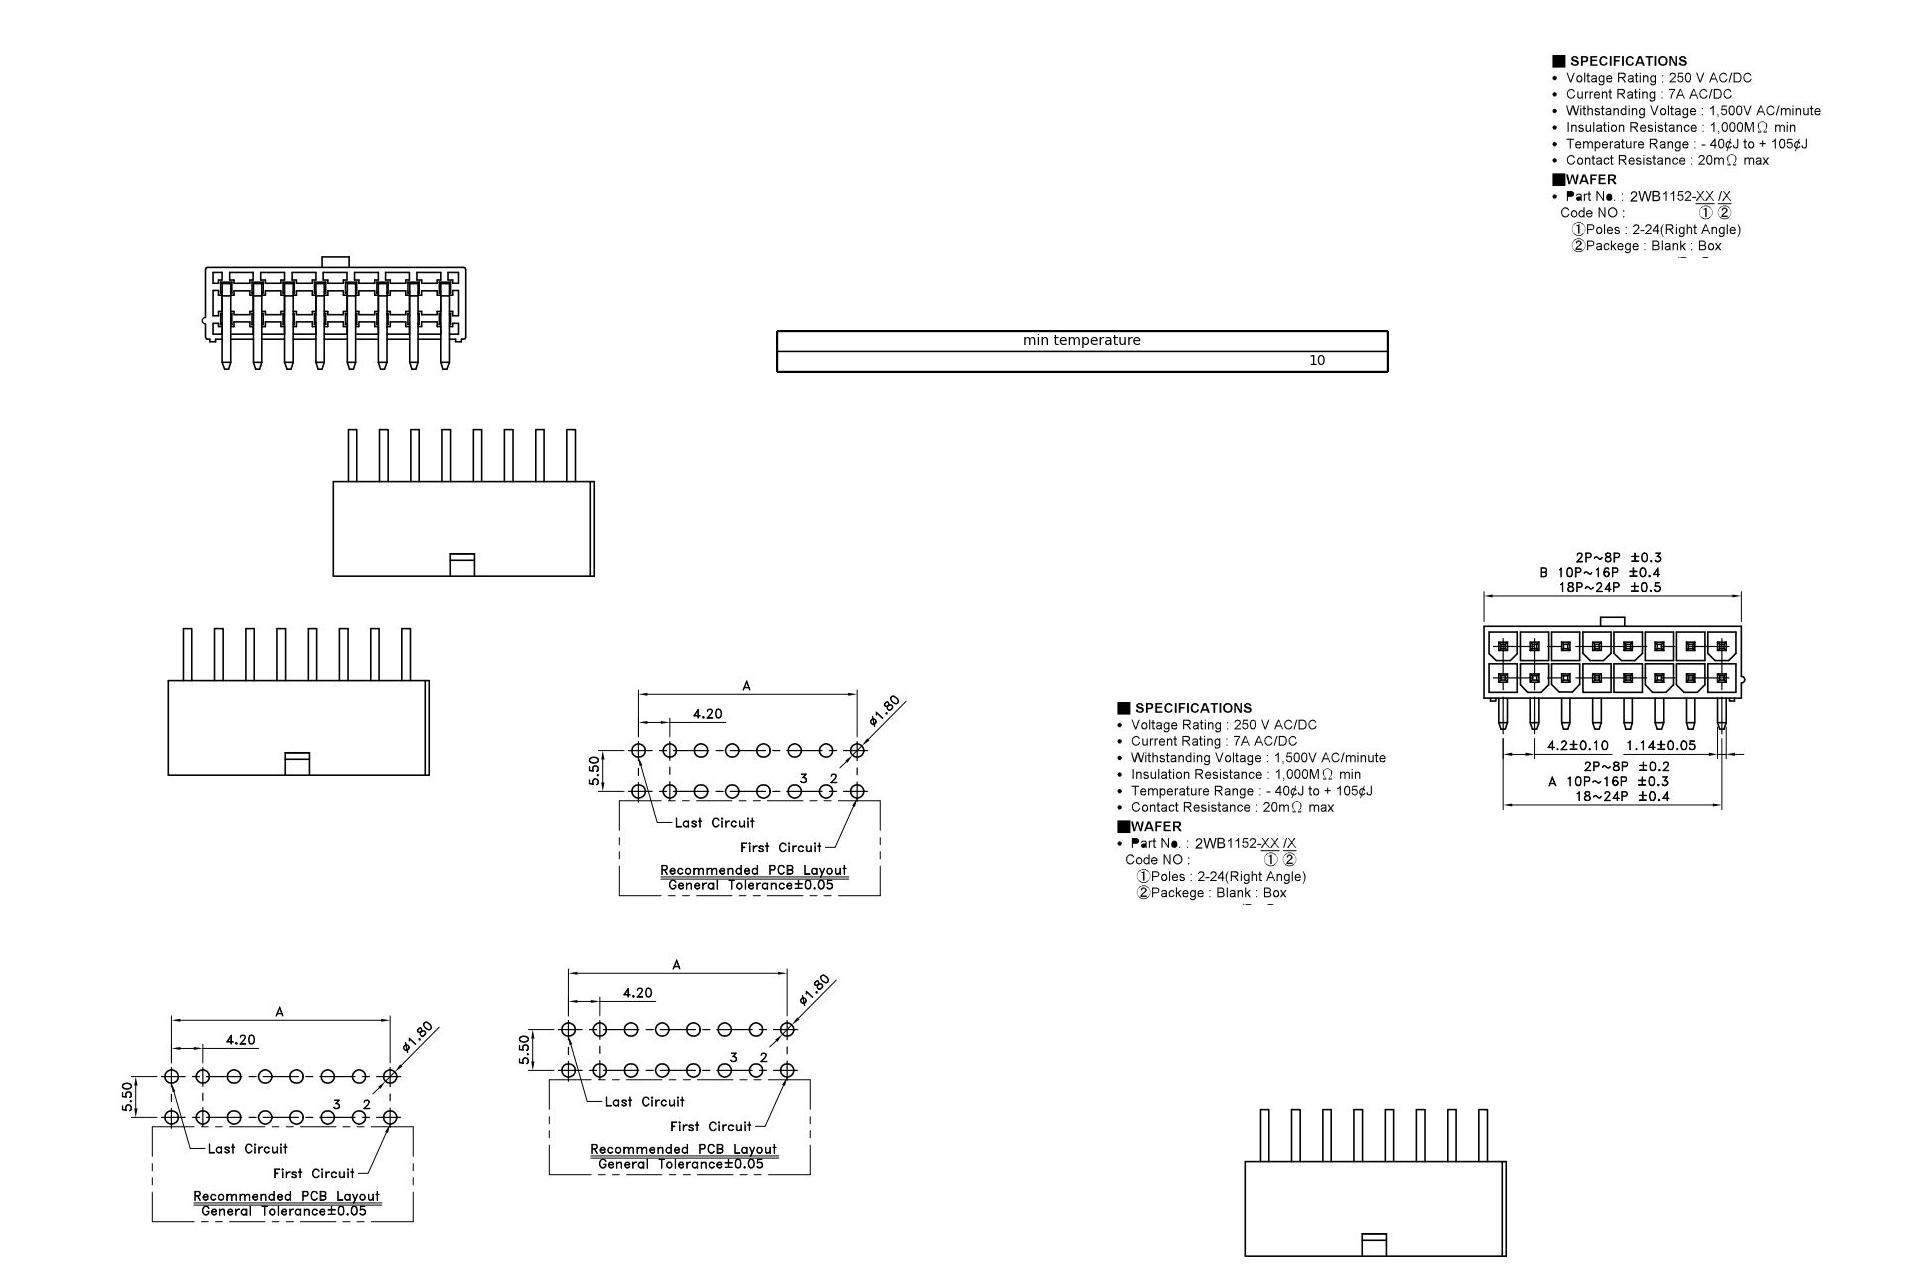 ■ SPECIFICATIONS
• Voltage Rating : 250 V AC/DC
• Current Rating : 7A AC/DC
• Withstanding Voltage : 1,500V AC/minute
• Insulation Resistance : 1,000MΩ min
• Temperature Range : - 40¢J to + 105¢J
• Contact Resistance : 20mΩ max
■WAFER
• Part No. : 2WB1152-XX /X
Code NO : ① ②
①Poles : 2-24(Right Angle)
②Packege : Blank : Box
min temperature
10
2P~8P ±0.3
B 10P~16P ±0.4
18P~24P ±0.5
4.2±0.10 1.14±0.05
2P~8P ±0.2
A 10P~16P ±0.3
18~24P ±0.4
A
4.20
ø1.80
5.50
3 2
Last Circuit
First Circuit
Recommended PCB Layout
General Tolerance±0.05
■ SPECIFICATIONS
• Voltage Rating : 250 V AC/DC
• Current Rating : 7A AC/DC
• Withstanding Voltage : 1,500V AC/minute
• Insulation Resistance : 1,000MΩ min
• Temperature Range : - 40¢J to + 105¢J
• Contact Resistance : 20mΩ max
■WAFER
• Part No. : 2WB1152-XX /X
Code NO : ① ②
①Poles : 2-24(Right Angle)
②Packege : Blank : Box
A
4.20
ø1.80
5.50
3 2
Last Circuit
First Circuit
Recommended PCB Layout
General Tolerance±0.05
A
4.20
ø1.80
5.50
3 2
Last Circuit
First Circuit
Recommended PCB Layout
General Tolerance±0.05